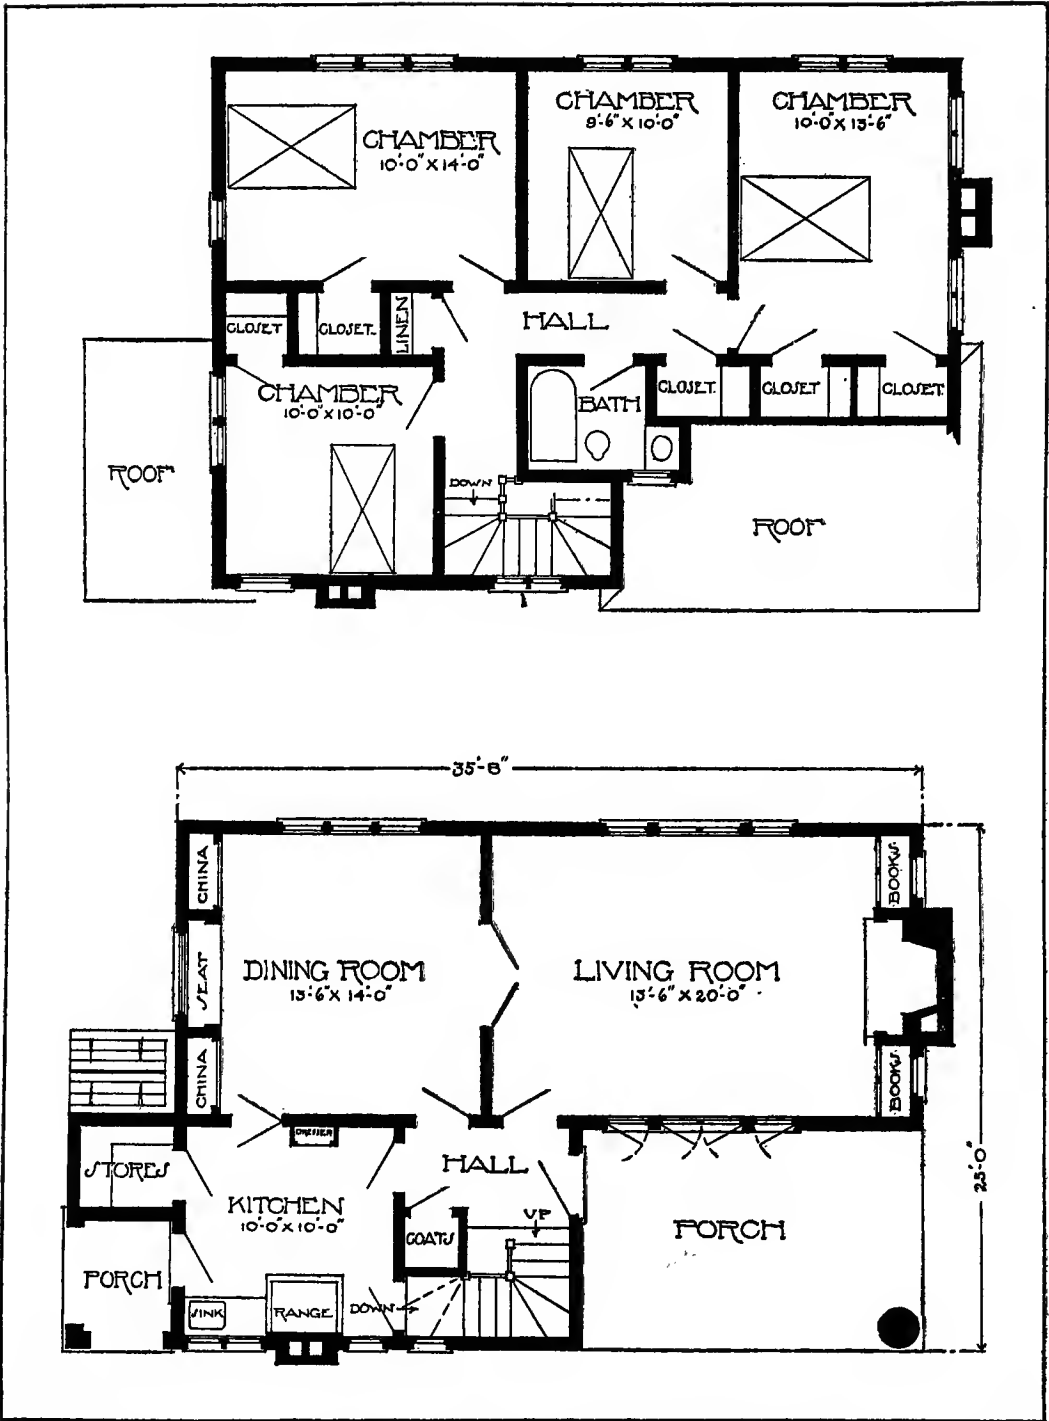 CHAMBER
10'-0" X 14'-0"
CHAMBER
8'-6" X 10'-0"
CHAMBER
10'-0" X 13'-6"
CLOSET
CLOSET
LINEN
HALL
CHAMBER
10'-0" X 10'-0"
BATH
CLOSET
CLOSET
CLOSET
ROOF
DOWN
ROOF
35'-8"
CHINA
SEAT
CHINA
DINING ROOM
13'-6" X 14'-0"
LIVING ROOM
13'-6" X 20'-0"
BOOKS
BOOKS
STORES
DRESSER
HALL
KITCHEN
10'-0" X 10'-0"
COATS
UP
PORCH
25'-0"
PORCH
SINK
RANGE
DOWN